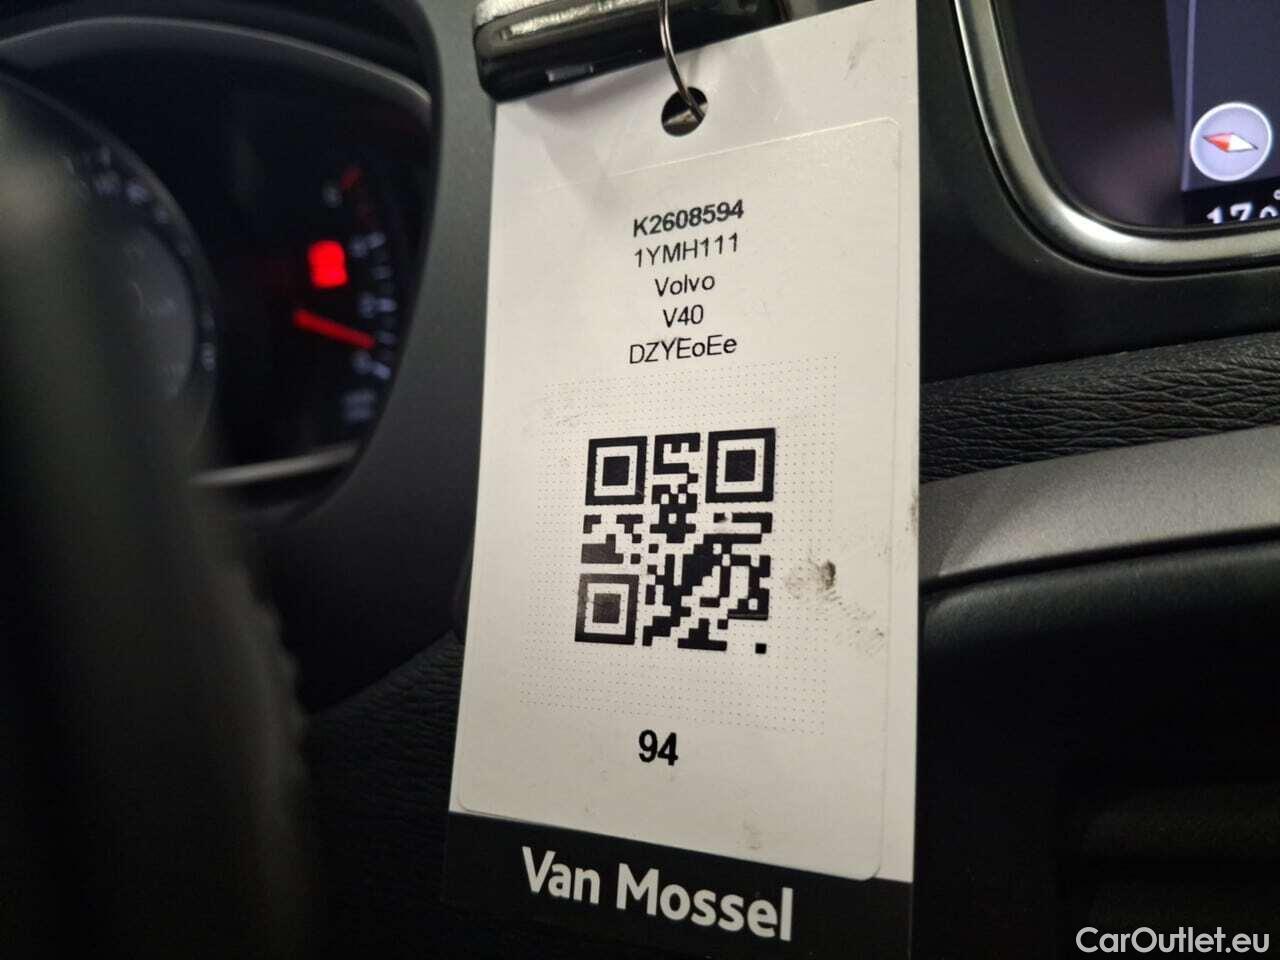 K2608594
1YMH111
Volvo
V40
DZYEoEe
94
Van Mossel
CarOutlet.eu